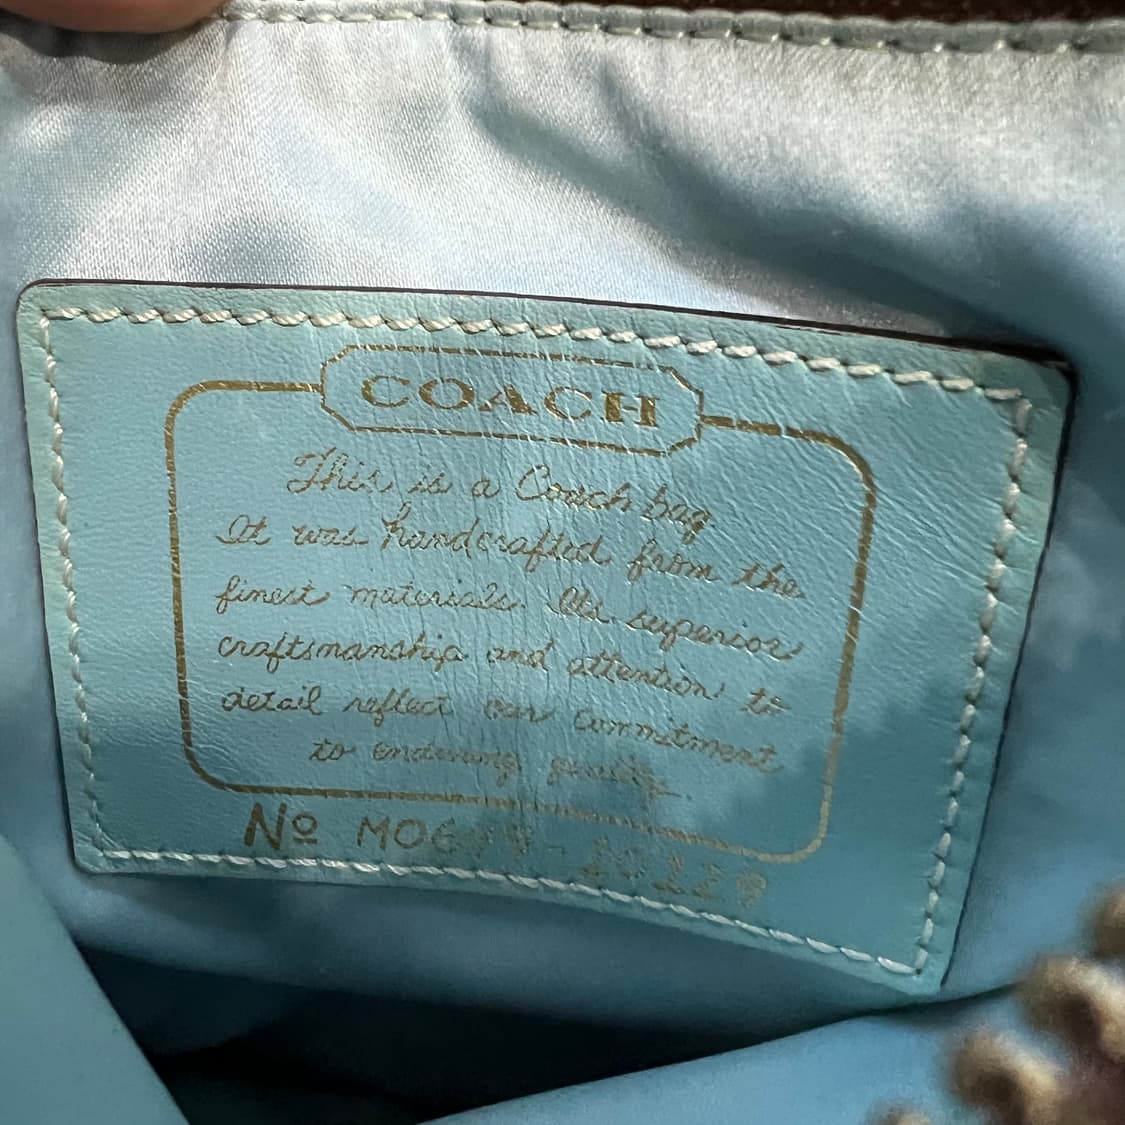 COACH
This is a Coach bag
It was handcrafted from the
finest materials. Its superior
craftsmanship and attention to
detail reflect our commitment
to enduring quality.
No